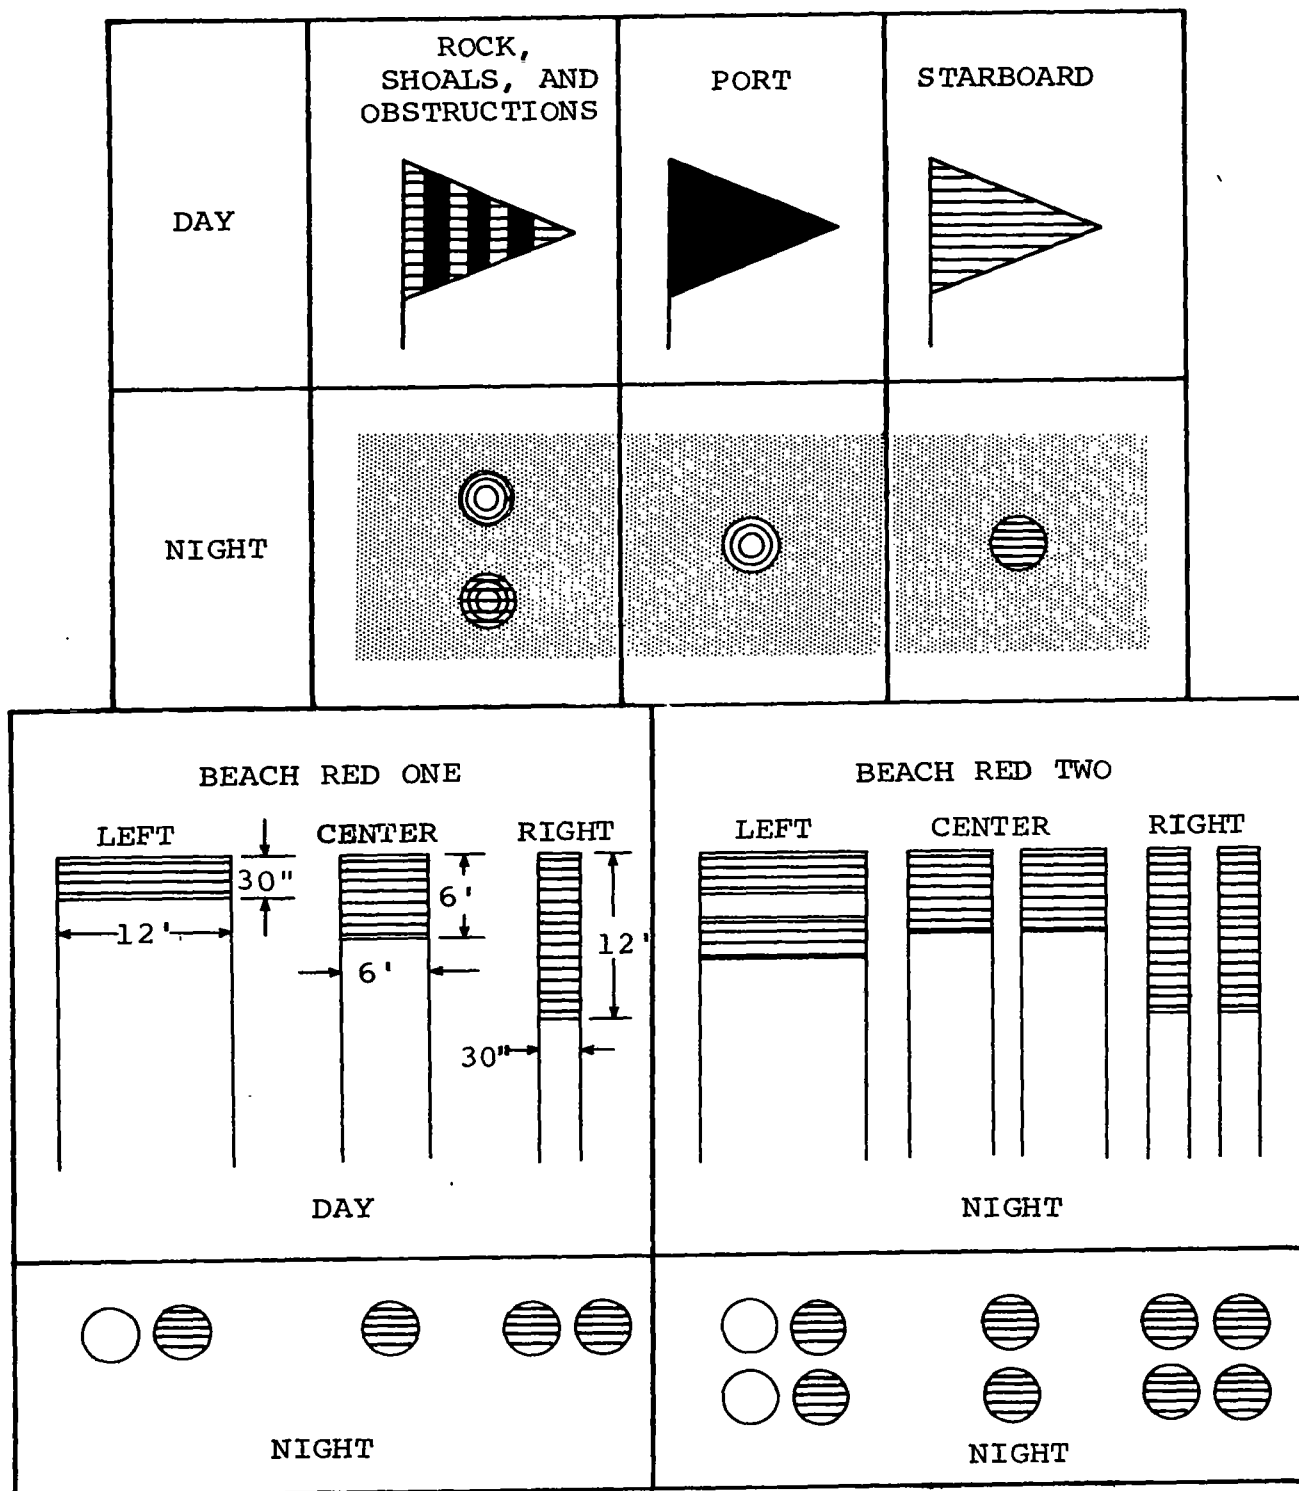 ROCK,
SHOALS, AND
OBSTRUCTIONS
PORT
STARBOARD
DAY
NIGHT
BEACH RED ONE
LEFT
CENTER
RIGHT
30"
12'
6'
6'
12'
30"
DAY
BEACH RED TWO
LEFT
CENTER
RIGHT
NIGHT
NIGHT
NIGHT